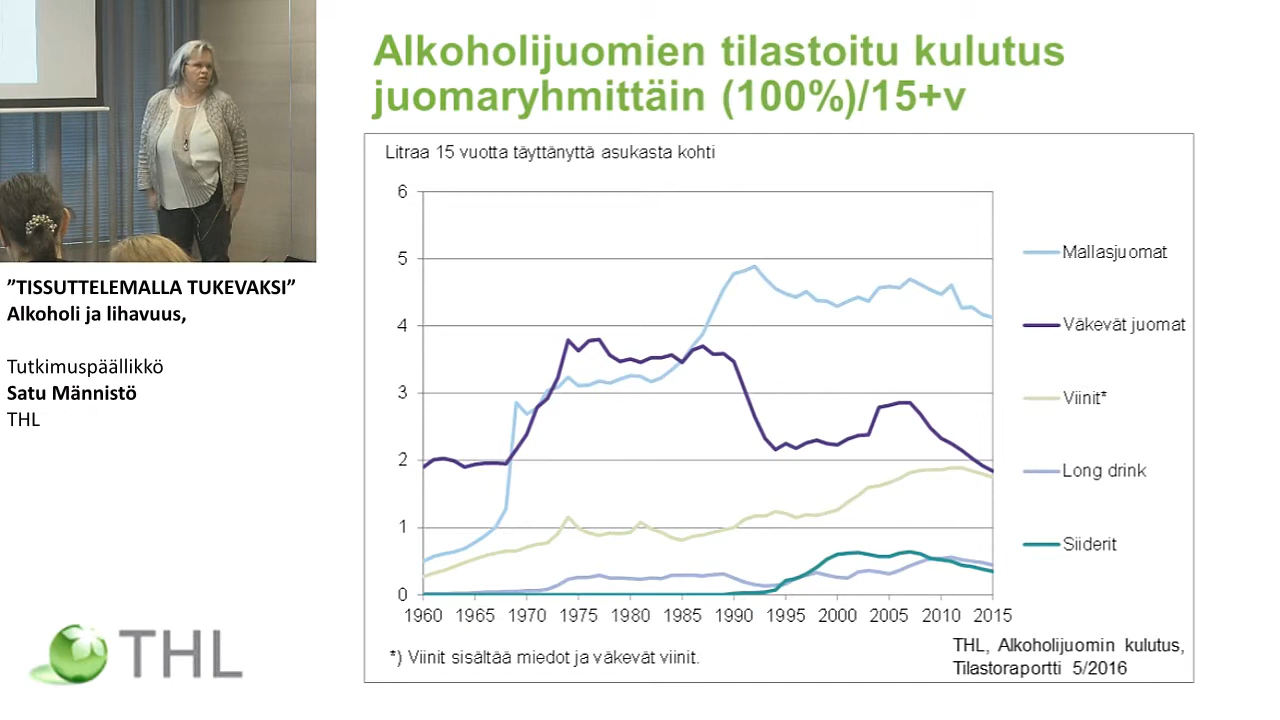 Alkoholijuomien tilastoitu kulutus
juomaryhmittäin (100%)/15+v
Litraa 15 vuotta täyttänyttä asukasta kohti
6
5
4
3
2
1
0
1960 1965 1970 1975 1980 1985 1990 1995 2000 2005 2010 2015
Mallasjuomat
Väkevät juomat
Viinit*
Long drink
Siiderit
*) Viinit sisältää miedot ja väkevät viinit.
THL, Alkoholijuomin kulutus,
Tilastoraportti 5/2016
”TISSUTTELEMALLA TUKEVAKSI”
Alkoholi ja lihavuus,
Tutkimuspäällikkö
Satu Männistö
THL
THL